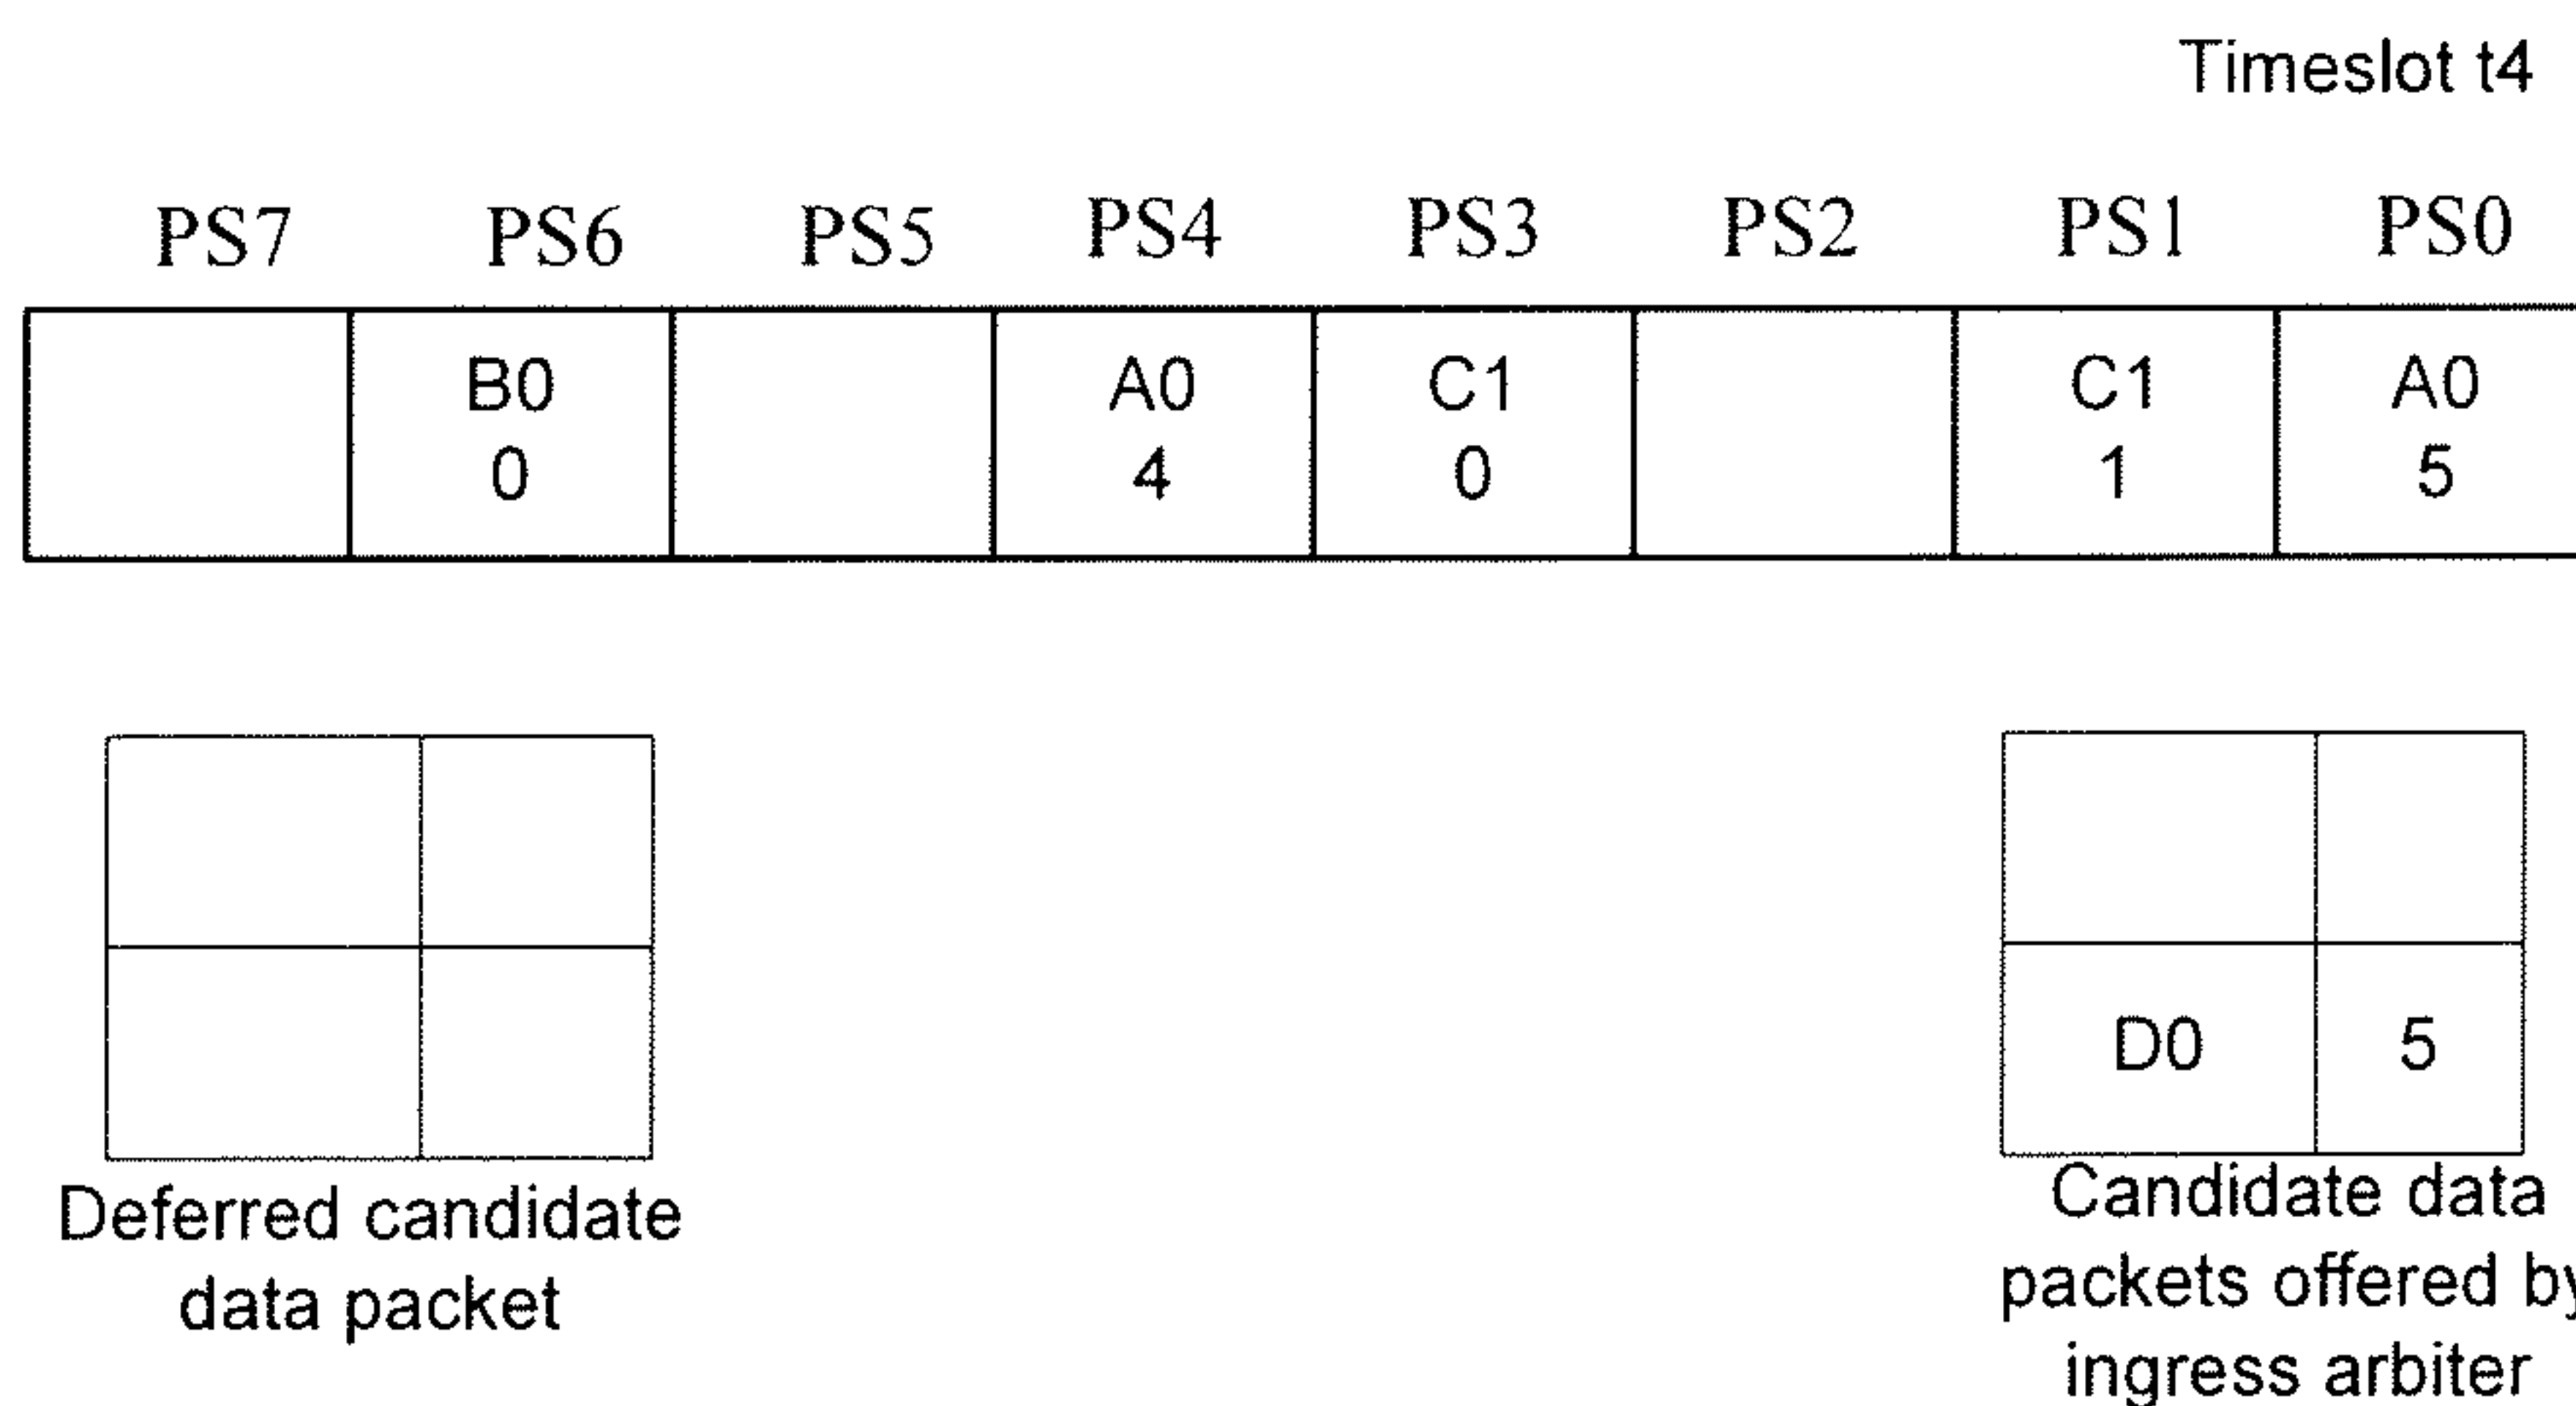 Timeslot t4
PS7 PS6 PS5 PS4 PS3 PS2 PS1 PS0
B0 A0 C1 C1 A0
0 4 0 1 5
D0 5
Deferred candidate
data packet
Candidate data
packets offered by
ingress arbiter